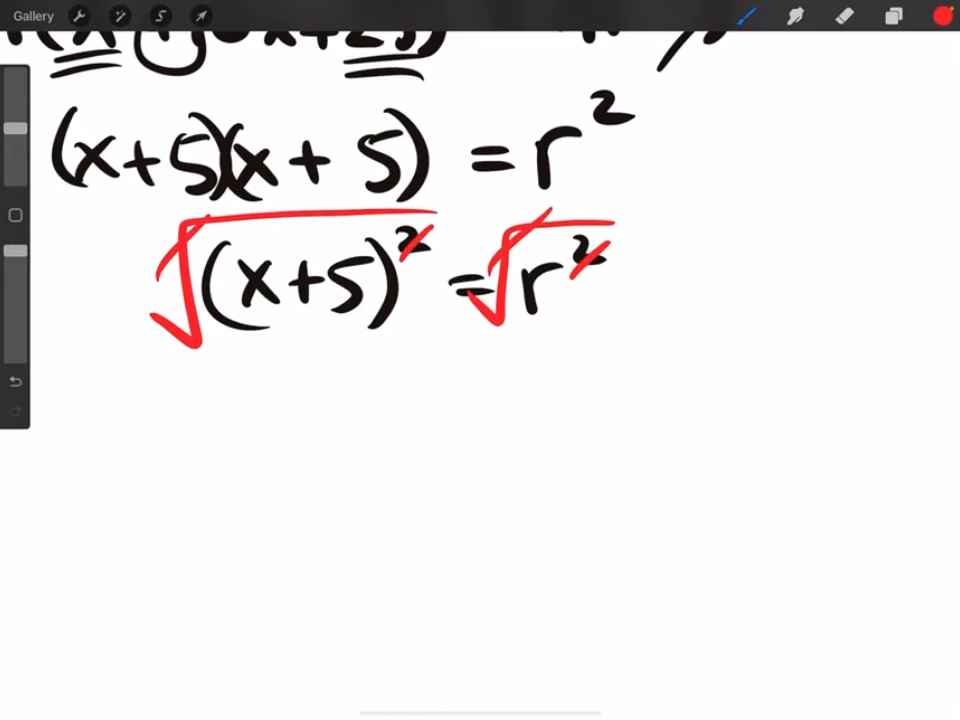 Gallery
(x+5)(x+5) = r²
√(x+5)² = √r²